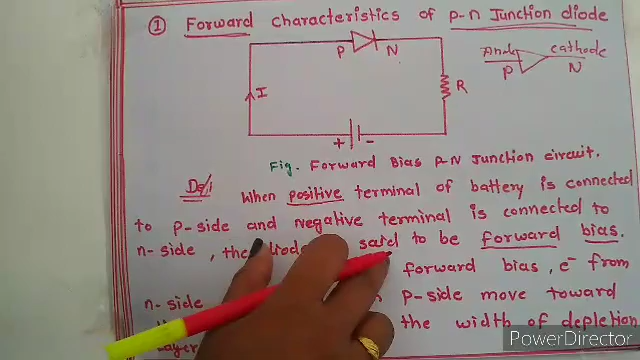 ① Forward characteristics of p-n Junction diode
Anode cathode
P N
P N
I
R
+ -
Fig. Forward Bias P-N Junction circuit.
Def/ When positive terminal of battery is connected
to p-side and negative terminal is connected to
n-side, the said to be forward bias.
forward bias, e⁻ from
n-side p-side move toward
the width of depletion
layer
PowerDirector